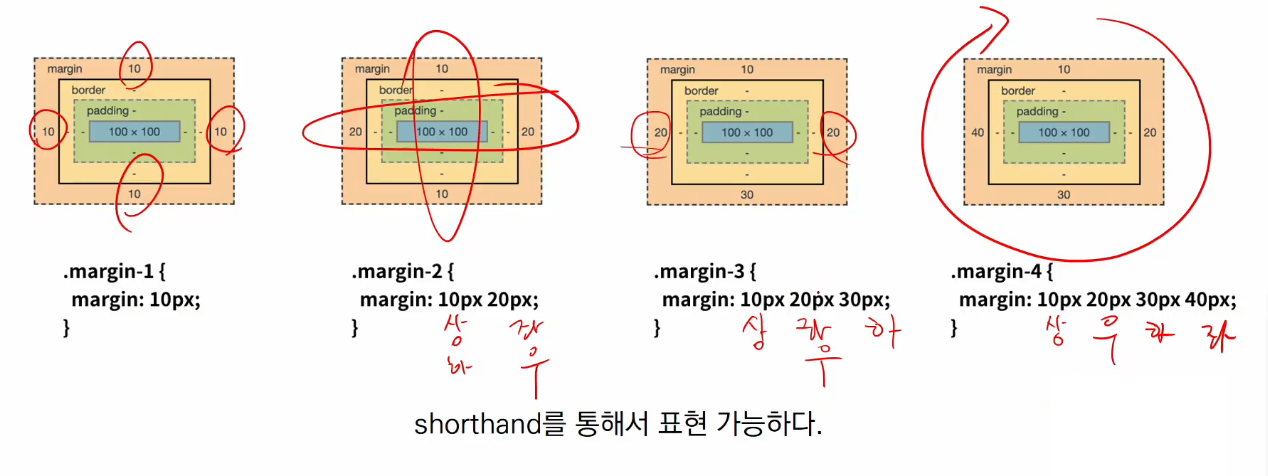 margin 10
border -
padding -
10 - - 100 × 100 - - 10
-
-
10
margin 10
border -
padding -
20 - - 100 × 100 - - 20
-
-
10
margin 10
border -
padding -
20 - - 100 × 100 - - 20
-
-
30
margin 10
border -
padding -
40 - - 100 × 100 - - 20
-
-
30
.margin-1 {
margin: 10px;
}
.margin-2 {
margin: 10px 20px;
}
상 좌
하 우
.margin-3 {
margin: 10px 20px 30px;
}
상 좌 하
우
.margin-4 {
margin: 10px 20px 30px 40px;
}
상 우 하 좌
shorthand를 통해서 표현 가능하다.